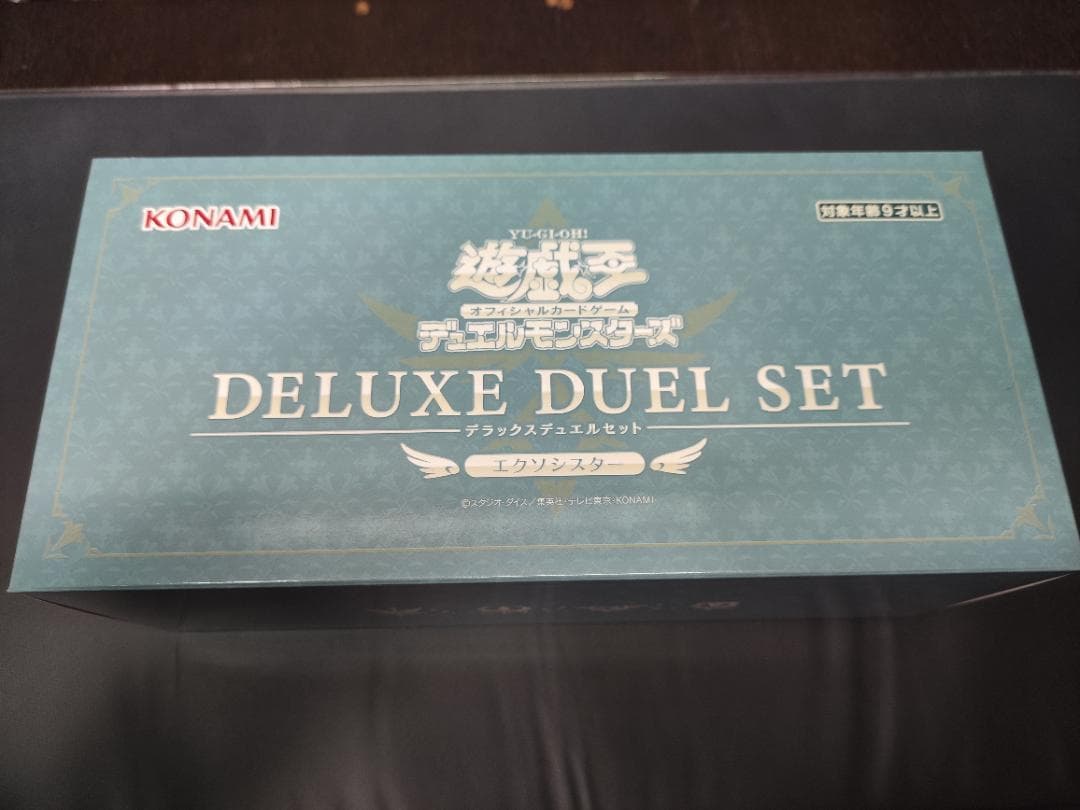 KONAMI
対象年齢9才以上
YU-GI-OH!
遊戯王
オフィシャルカードゲーム
デュエルモンスターズ
DELUXE DUEL SET
デラックスデュエルセット
エクソシスター
©スタジオ・ダイス/集英社・テレビ東京・KONAMI